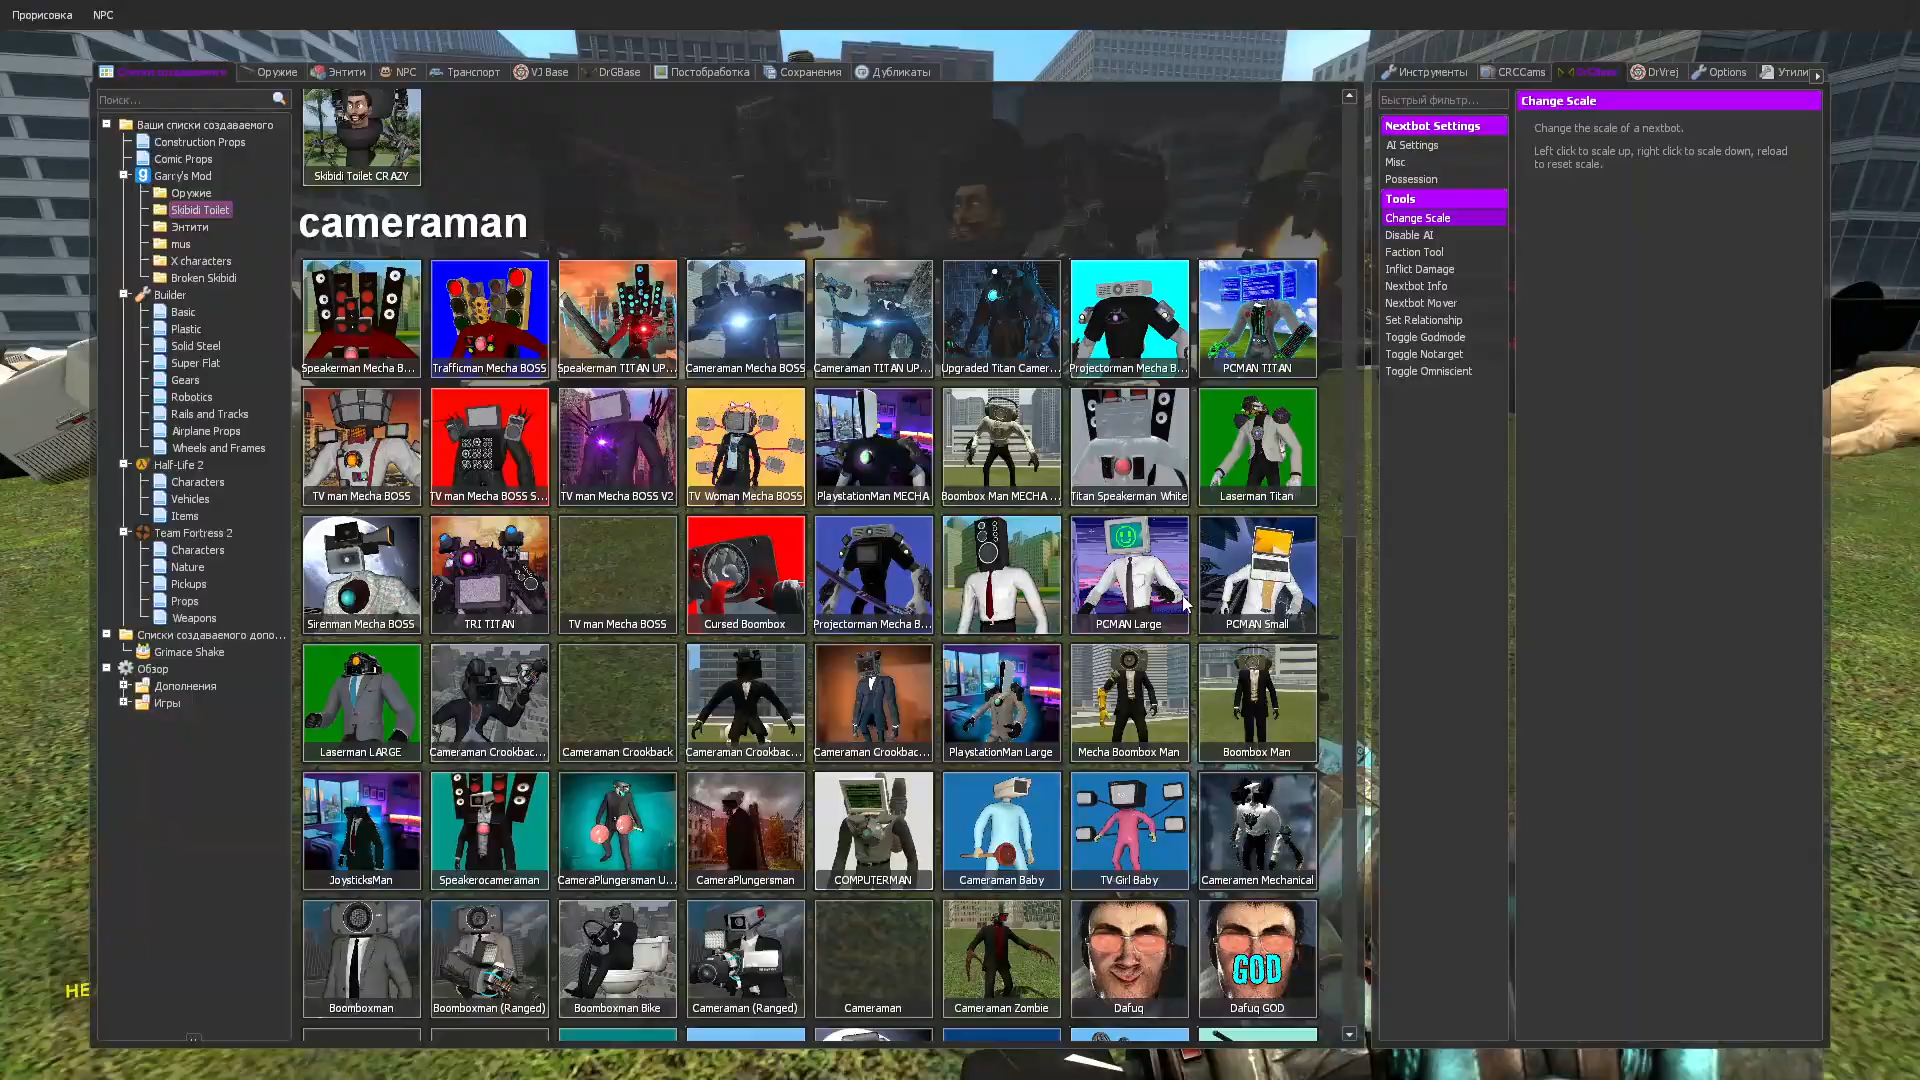 Прорисовка NPC
Оружие Энтити NPC Транспорт VJ Base DrGBase Постобработка Сохранения Дубликаты
Инструменты CRCCams DrVrej Options Утили
Поиск...
Ваши списки создаваемого
Construction Props
Comic Props
Garry's Mod
Оружие
Skibidi Toilet
Энтити
mus
X characters
Broken Skibidi
Builder
Basic
Plastic
Solid Steel
Super Flat
Gears
Robotics
Rails and Tracks
Airplane Props
Wheels and Frames
Half-Life 2
Characters
Vehicles
Items
Team Fortress 2
Characters
Nature
Pickups
Props
Weapons
Списки создаваемого допо...
Grimace Shake
Обзор
Дополнения
Игры
HE
Skibidi Toilet CRAZY
cameraman
Speakerman Mecha B... Trafficman Mecha BOSS Speakerman TITAN UP... Cameraman Mecha BOSS Cameraman TITAN UP... Upgraded Titan Camer... Projectorman Mecha B... PCMAN TITAN
TV man Mecha BOSS TV man Mecha BOSS S... TV man Mecha BOSS V2 TV Woman Mecha BOSS PlaystationMan MECHA Boombox Man MECHA ... Titan Speakerman White Laserman Titan
Sirenman Mecha BOSS TRI TITAN TV man Mecha BOSS Cursed Boombox Projectorman Mecha B... PCMAN Large PCMAN Small
Laserman LARGE Cameraman Crookbac... Cameraman Crookback Cameraman Crookbac... Cameraman Crookbac... PlaystationMan Large Mecha Boombox Man Boombox Man
JoysticksMan Speakerocameraman CameraPlungersman U... CameraPlungersman COMPUTERMAN Cameraman Baby TV Girl Baby Cameramen Mechanical
GOD
Boomboxman Boomboxman (Ranged) Boomboxman Bike Cameraman (Ranged) Cameraman Cameraman Zombie Dafuq Dafuq GOD
Быстрый фильтр...
Nextbot Settings
AI Settings
Misc
Possession
Tools
Change Scale
Disable AI
Faction Tool
Inflict Damage
Nextbot Info
Nextbot Mover
Set Relationship
Toggle Godmode
Toggle Notarget
Toggle Omniscient
Change Scale
Change the scale of a nextbot.
Left click to scale up, right click to scale down, reload
to reset scale.